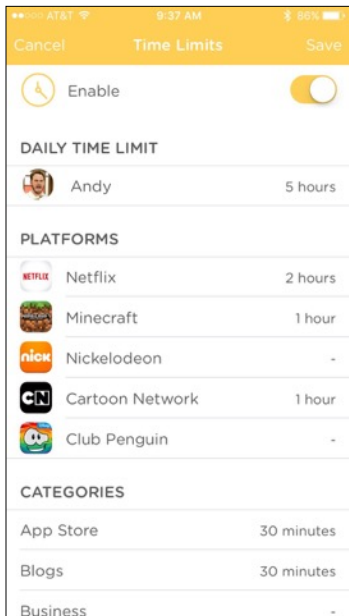 AT&T 9:37 AM 86%
Cancel Time Limits Save
Enable
DAILY TIME LIMIT
Andy 5 hours
PLATFORMS
NETFLIX Netflix 2 hours
Minecraft 1 hour
nick Nickelodeon -
CN Cartoon Network 1 hour
Club Penguin -
CATEGORIES
App Store 30 minutes
Blogs 30 minutes
Business -